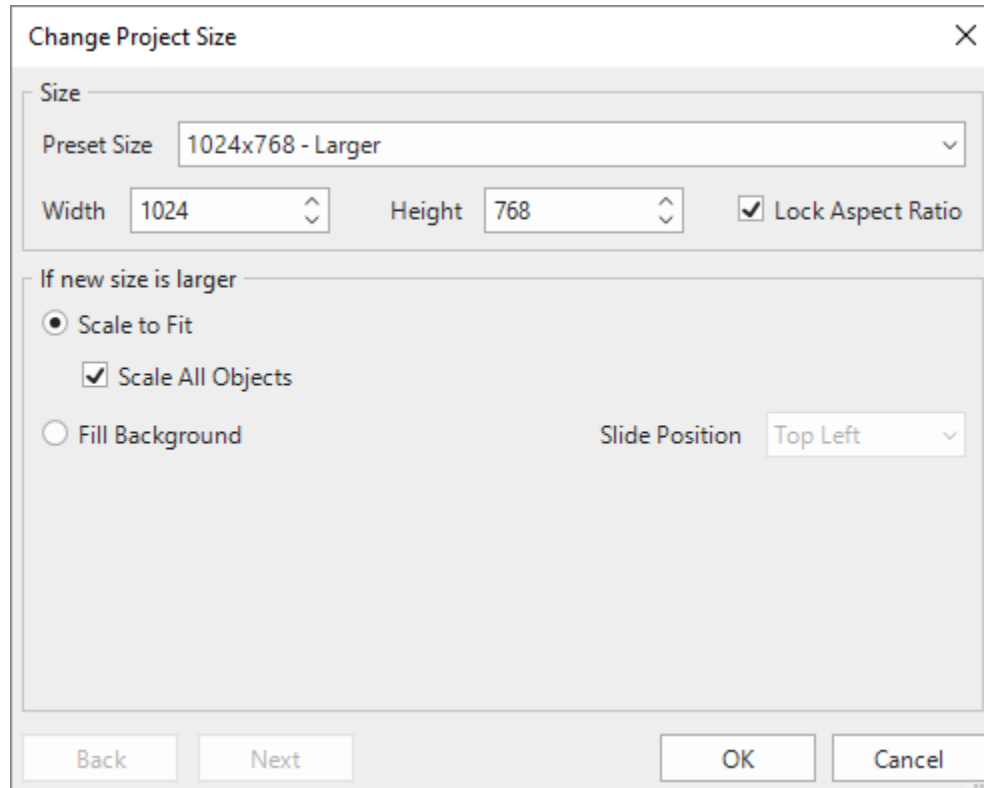 Change Project Size
Size
Preset Size 1024x768 - Larger
Width 1024 Height 768 Lock Aspect Ratio
If new size is larger
Scale to Fit
Scale All Objects
Fill Background Slide Position Top Left
Back Next OK Cancel